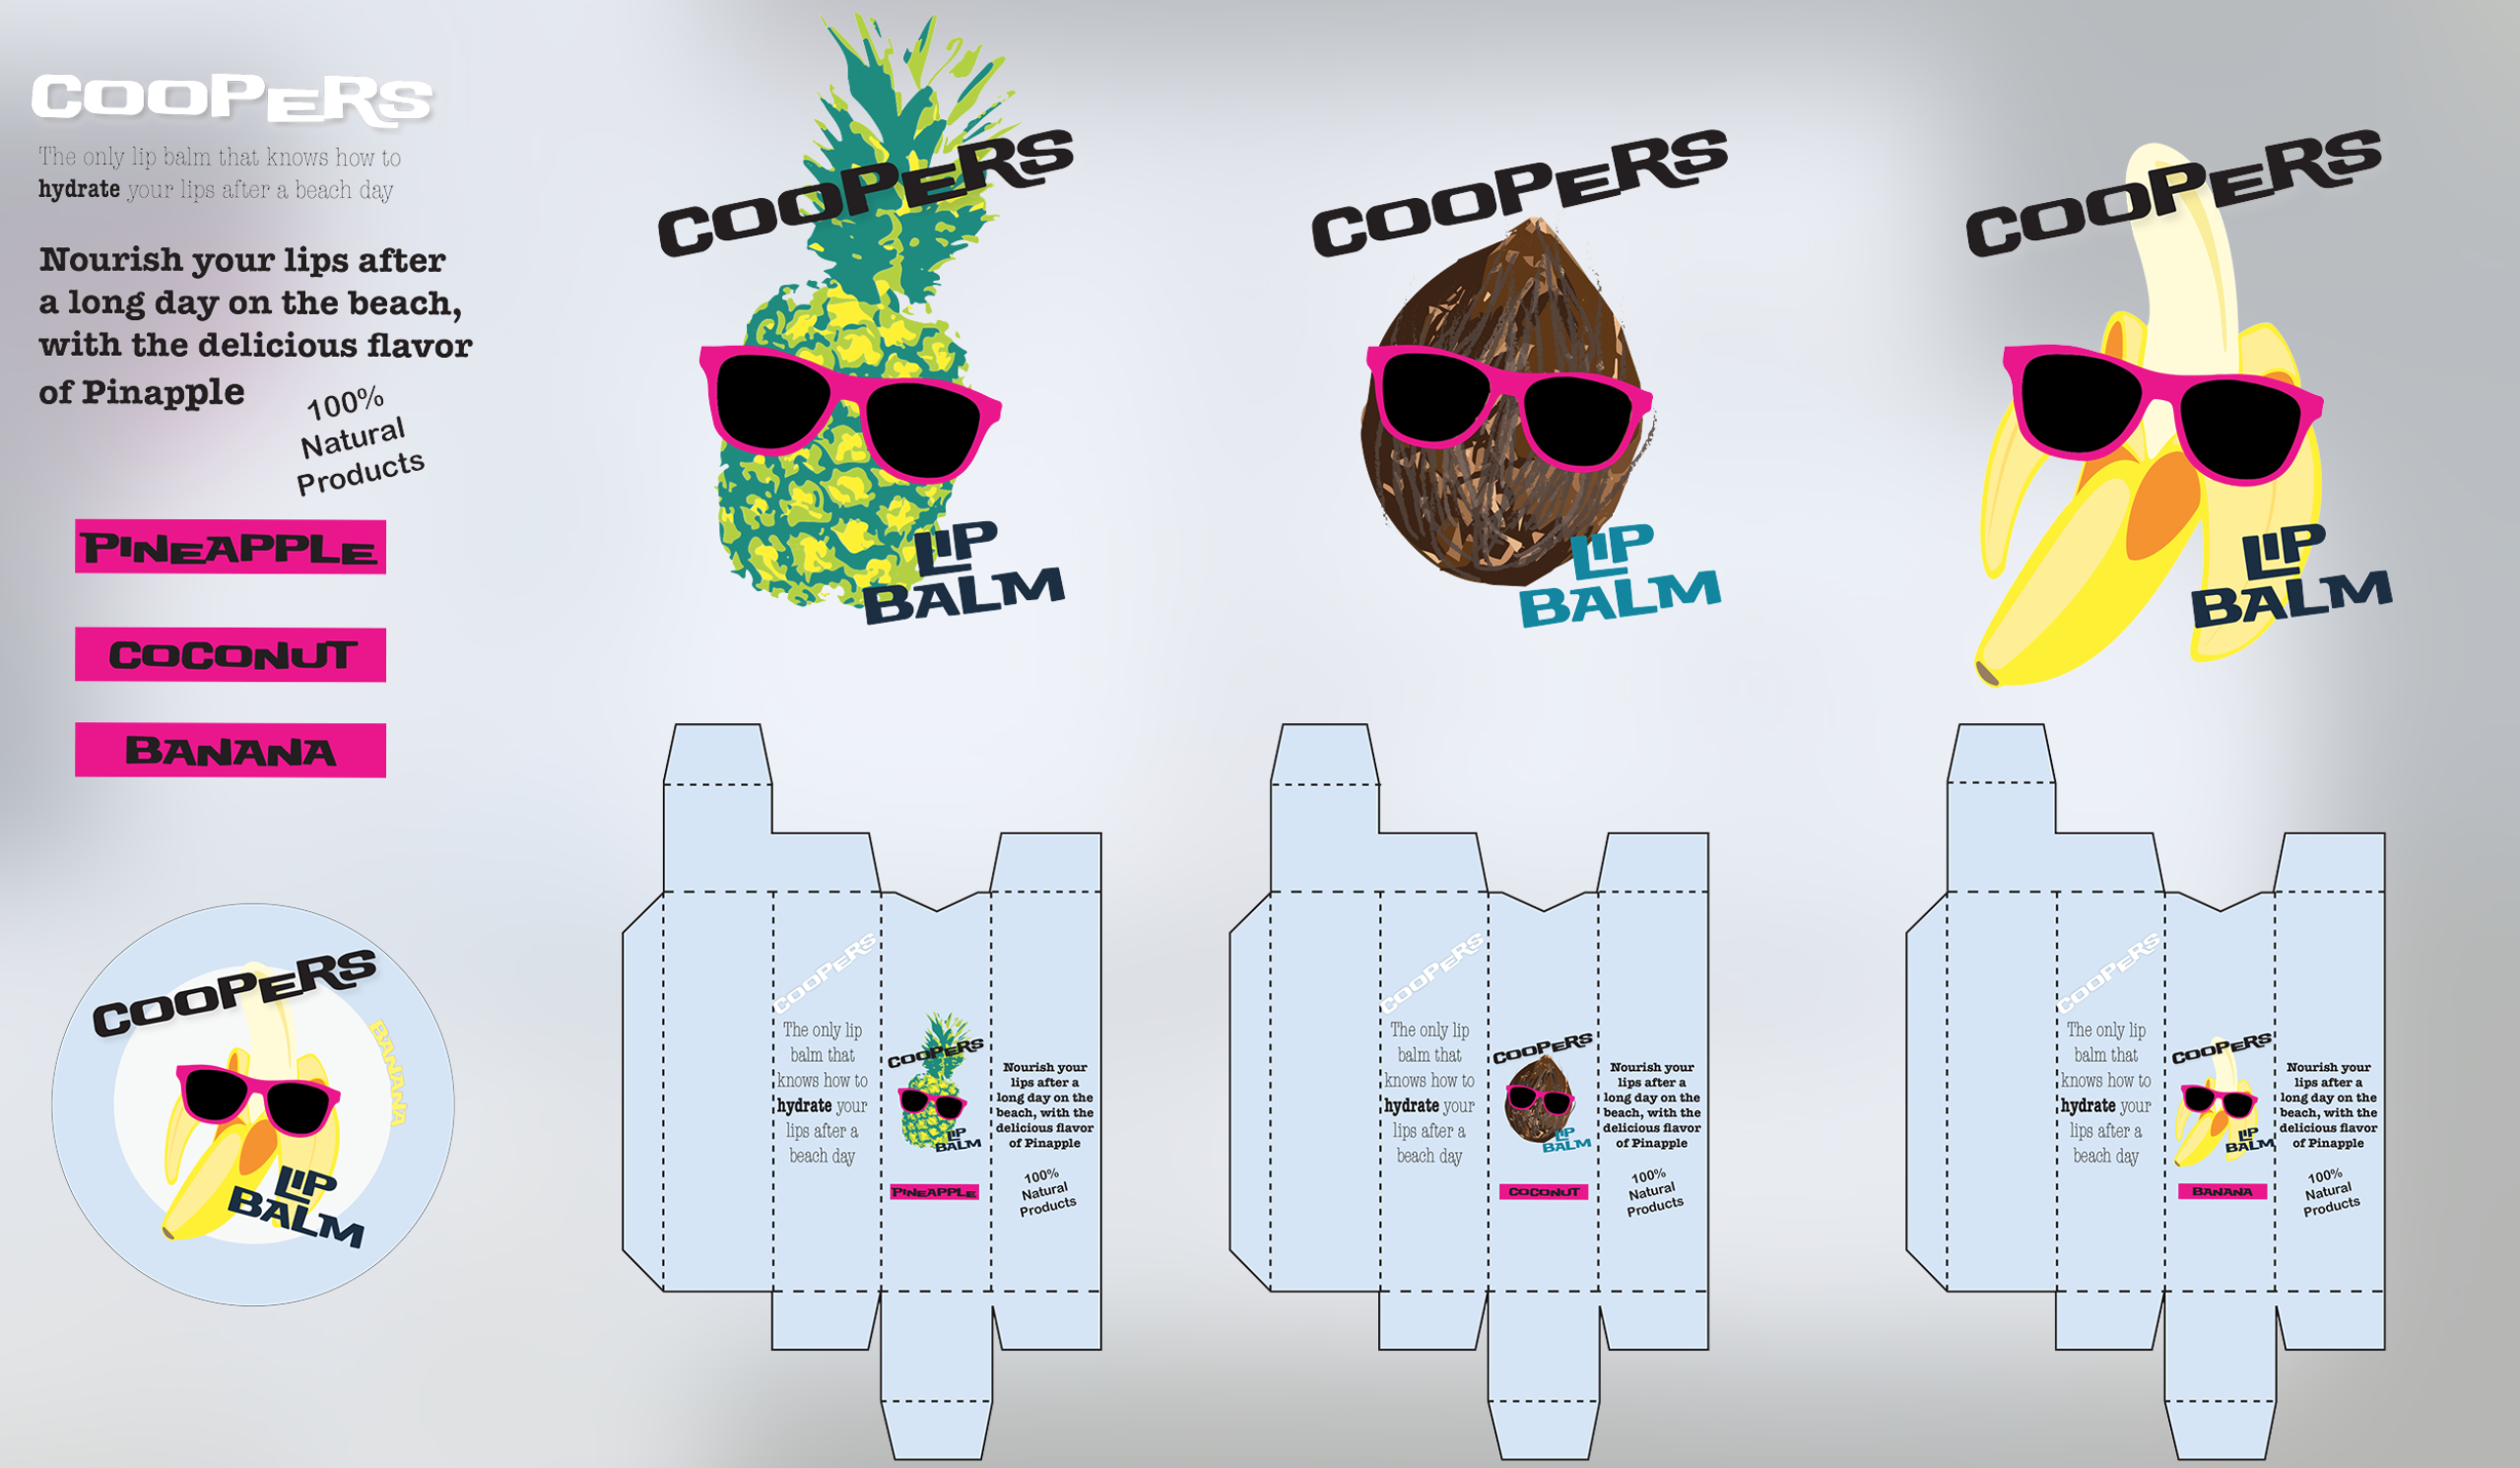 COOPERS
The only lip balm that knows how to
hydrate your lips after a beach day
Nourish your lips after
a long day on the beach,
with the delicious flavor
of Pinapple
100%
Natural
Products
PINEAPPLE
COCONUT
BANANA
COOPERS
LIP
BALM
COOPERS
LIP
BALM
COOPERS
LIP
BALM
COOPERS
BANANA
LIP
BALM
COOPERS
The only lip
balm that
knows how to
hydrate your
lips after a
beach day
COOPERS
LIP
BALM
PINEAPPLE
Nourish your
lips after a
long day on the
beach, with the
delicious flavor
of Pinapple
100%
Natural
Products
COOPERS
The only lip
balm that
knows how to
hydrate your
lips after a
beach day
COOPERS
LIP
BALM
COCONUT
Nourish your
lips after a
long day on the
beach, with the
delicious flavor
of Pinapple
100%
Natural
Products
COOPERS
The only lip
balm that
knows how to
hydrate your
lips after a
beach day
COOPERS
LIP
BALM
BANANA
Nourish your
lips after a
long day on the
beach, with the
delicious flavor
of Pinapple
100%
Natural
Products